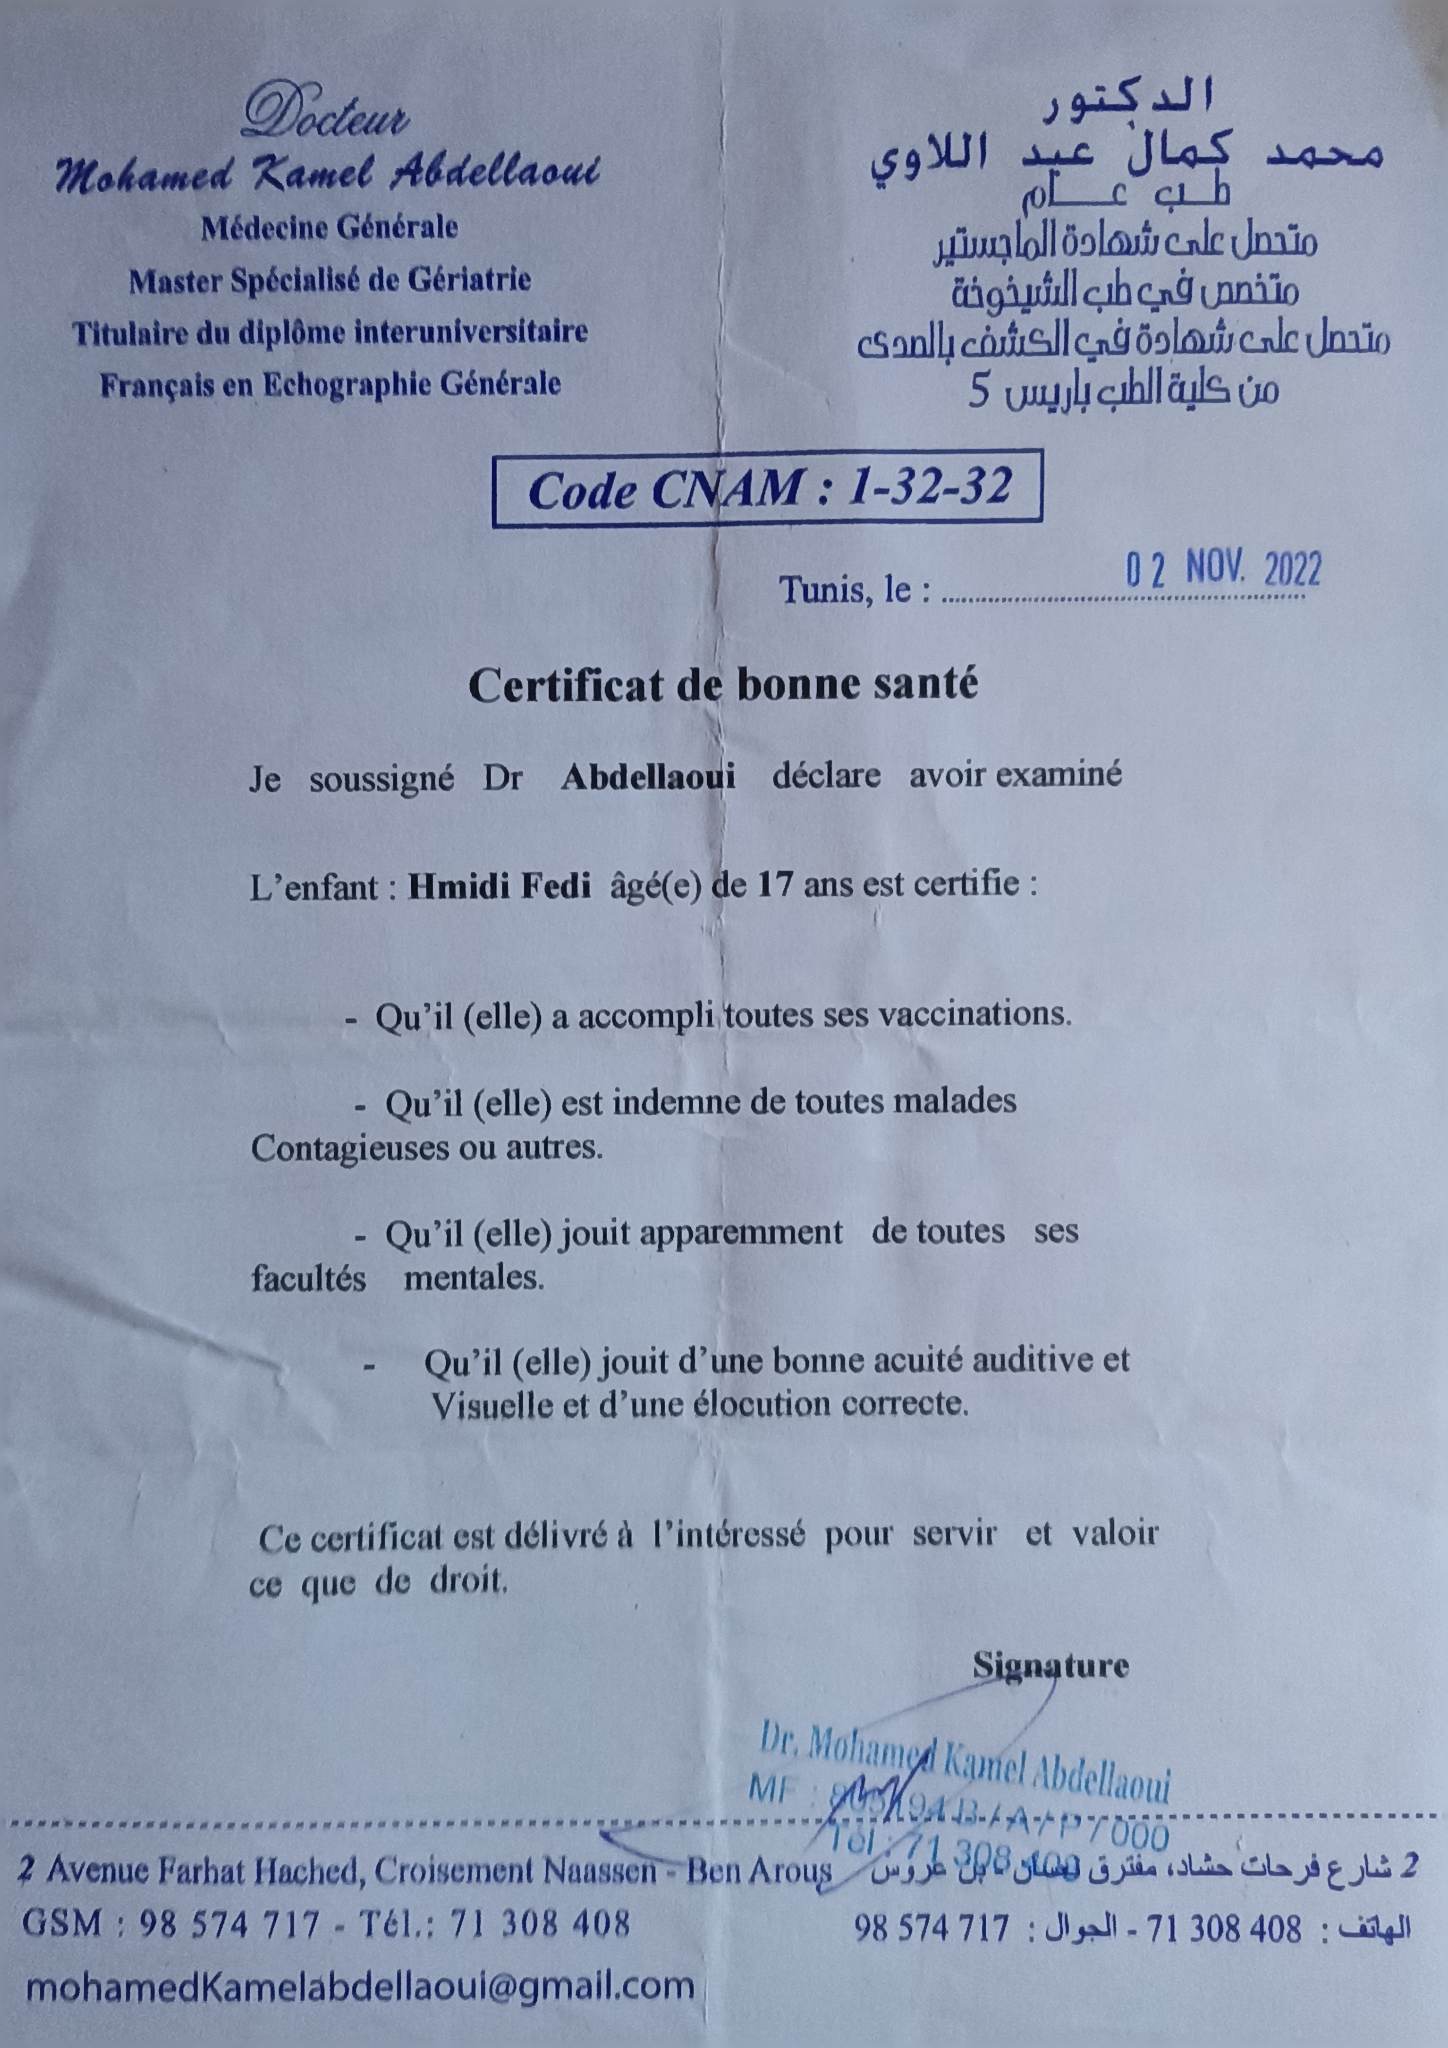 Docteur
Mohamed Kamel Abdellaoui
Médecine Générale
Master Spécialisé de Gériatrie
Titulaire du diplôme interuniversitaire
Français en Echographie Générale
الدكتور
محمد كمال عبد اللاوي
طب عام
متحصل على شهادة الماجستير
متخصص في طب الشيخوخة
متحصل على شهادة في الكشف بالصدى
من كلية الطب باريس 5
Code CNAM : 1-32-32
Tunis, le : 02 NOV. 2022
Certificat de bonne santé
Je soussigné Dr Abdellaoui déclare avoir examiné
L'enfant : Hmidi Fedi âgé(e) de 17 ans est certifie :
- Qu'il (elle) a accompli toutes ses vaccinations.
- Qu'il (elle) est indemne de toutes malades
Contagieuses ou autres.
- Qu'il (elle) jouit apparemment de toutes ses
facultés mentales.
- Qu'il (elle) jouit d'une bonne acuité auditive et
Visuelle et d'une élocution correcte.
Ce certificat est délivré à l'intéressé pour servir et valoir
ce que de droit.
Signature
Dr. Mohamed Kamel Abdellaoui
MF :
Tél : 71 308
2 Avenue Farhat Hached, Croisement Naassen - Ben Arous
2 شارع فرحات حشاد، مفترق نعسان - بن عروس
GSM : 98 574 717 - Tél.: 71 308 408
الهاتف : 71 308 408 - الجوال : 98 574 717
mohamedKamelabdellaoui@gmail.com